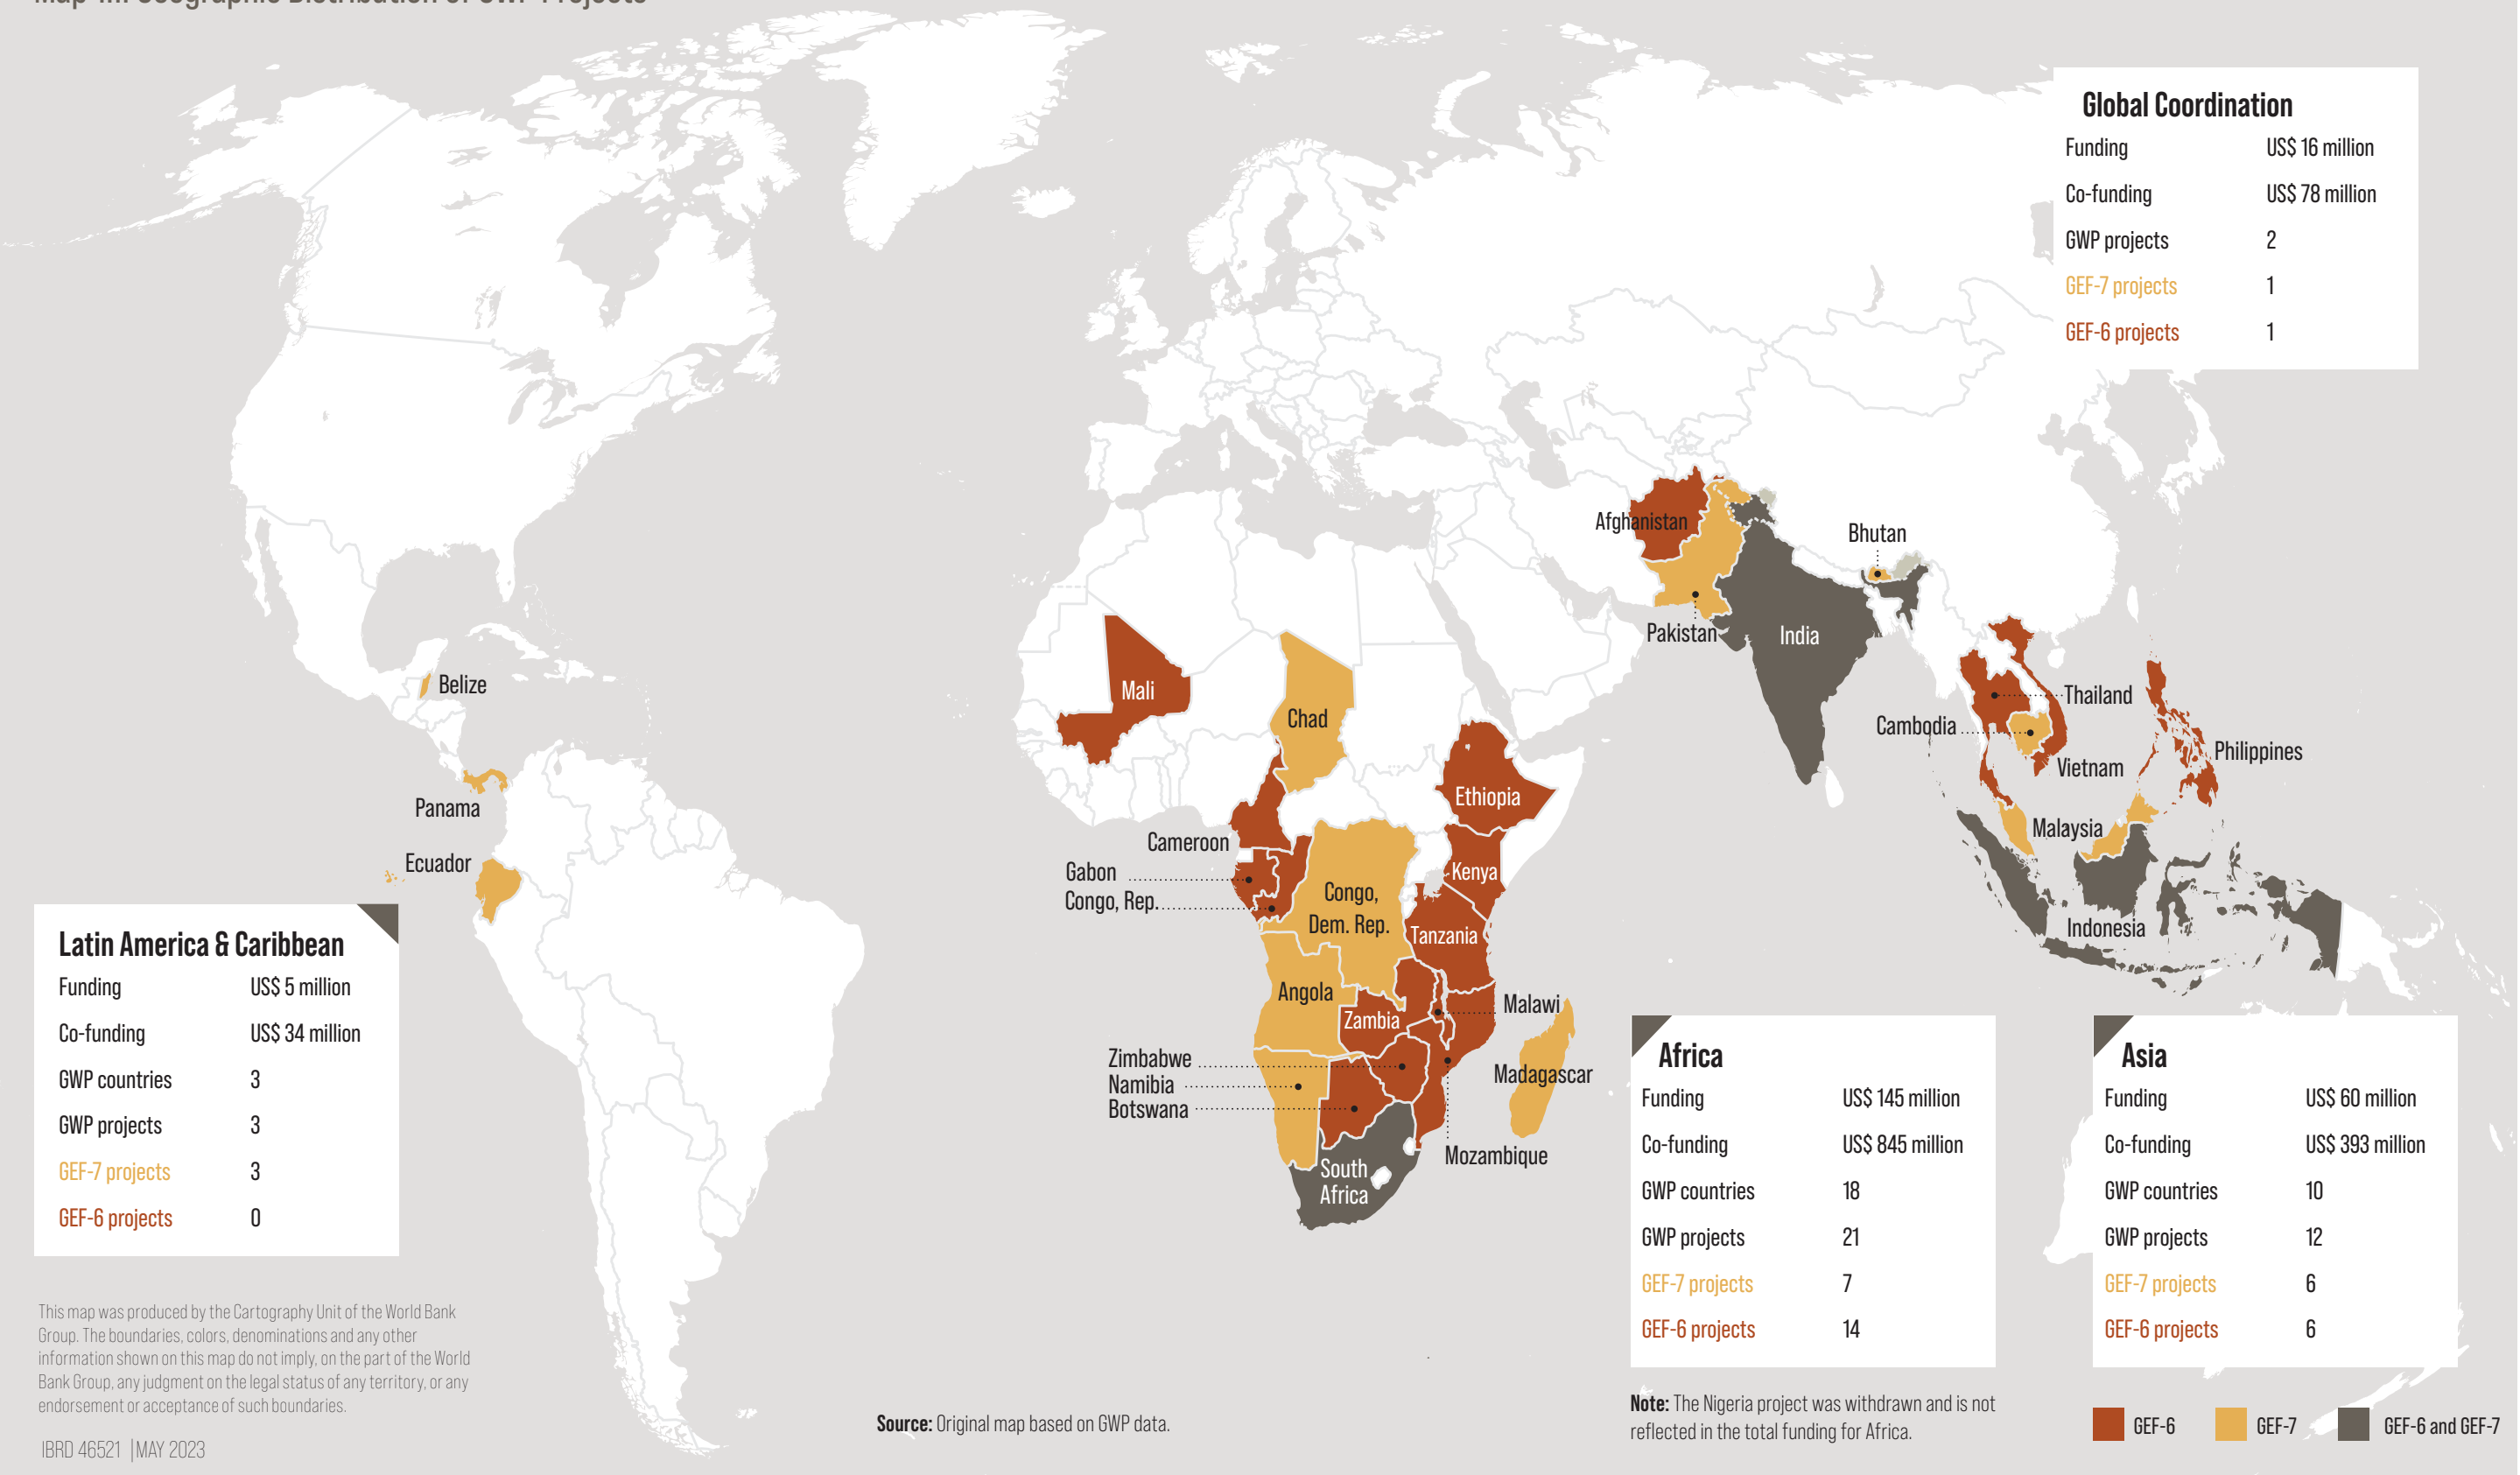 Global Coordination
Funding US$ 16 million
Co-funding US$ 78 million
GWP projects 2
GEF-7 projects 1
GEF-6 projects 1
Afghanistan
Bhutan
Pakistan
India
Belize
Mali
Chad
Thailand
Cambodia
Philippines
Vietnam
Panama
Ethiopia
Malaysia
Cameroon
Ecuador
Gabon
Kenya
Congo, Rep.
Congo,
Dem. Rep.
Indonesia
Tanzania
Angola
Malawi
Zambia
Zimbabwe
Namibia
Botswana
Madagascar
Mozambique
South
Africa
Latin America & Caribbean
Funding US$ 5 million
Co-funding US$ 34 million
GWP countries 3
GWP projects 3
GEF-7 projects 3
GEF-6 projects 0
Africa
Funding US$ 145 million
Co-funding US$ 845 million
GWP countries 18
GWP projects 21
GEF-7 projects 7
GEF-6 projects 14
Asia
Funding US$ 60 million
Co-funding US$ 393 million
GWP countries 10
GWP projects 12
GEF-7 projects 6
GEF-6 projects 6
This map was produced by the Cartography Unit of the World Bank
Group. The boundaries, colors, denominations and any other
information shown on this map do not imply, on the part of the World
Bank Group, any judgment on the legal status of any territory, or any
endorsement or acceptance of such boundaries.
IBRD 46521 | MAY 2023
Source: Original map based on GWP data.
Note: The Nigeria project was withdrawn and is not
reflected in the total funding for Africa.
GEF-6
GEF-7
GEF-6 and GEF-7